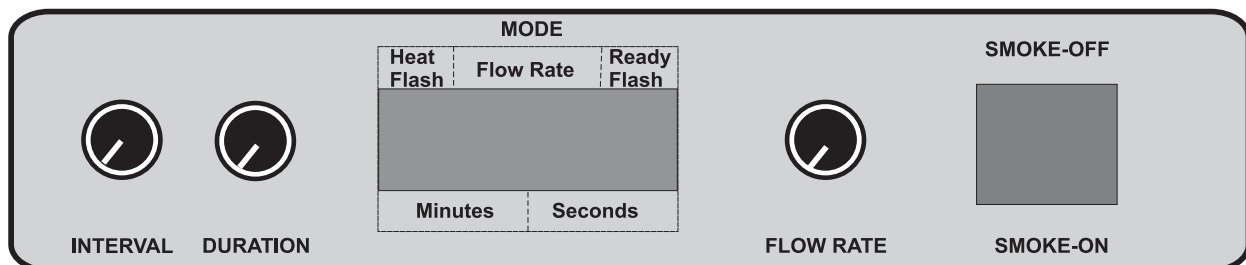 MODE
Heat
Flash
Flow Rate
Ready
Flash
Minutes
Seconds
INTERVAL
DURATION
FLOW RATE
SMOKE-OFF
SMOKE-ON